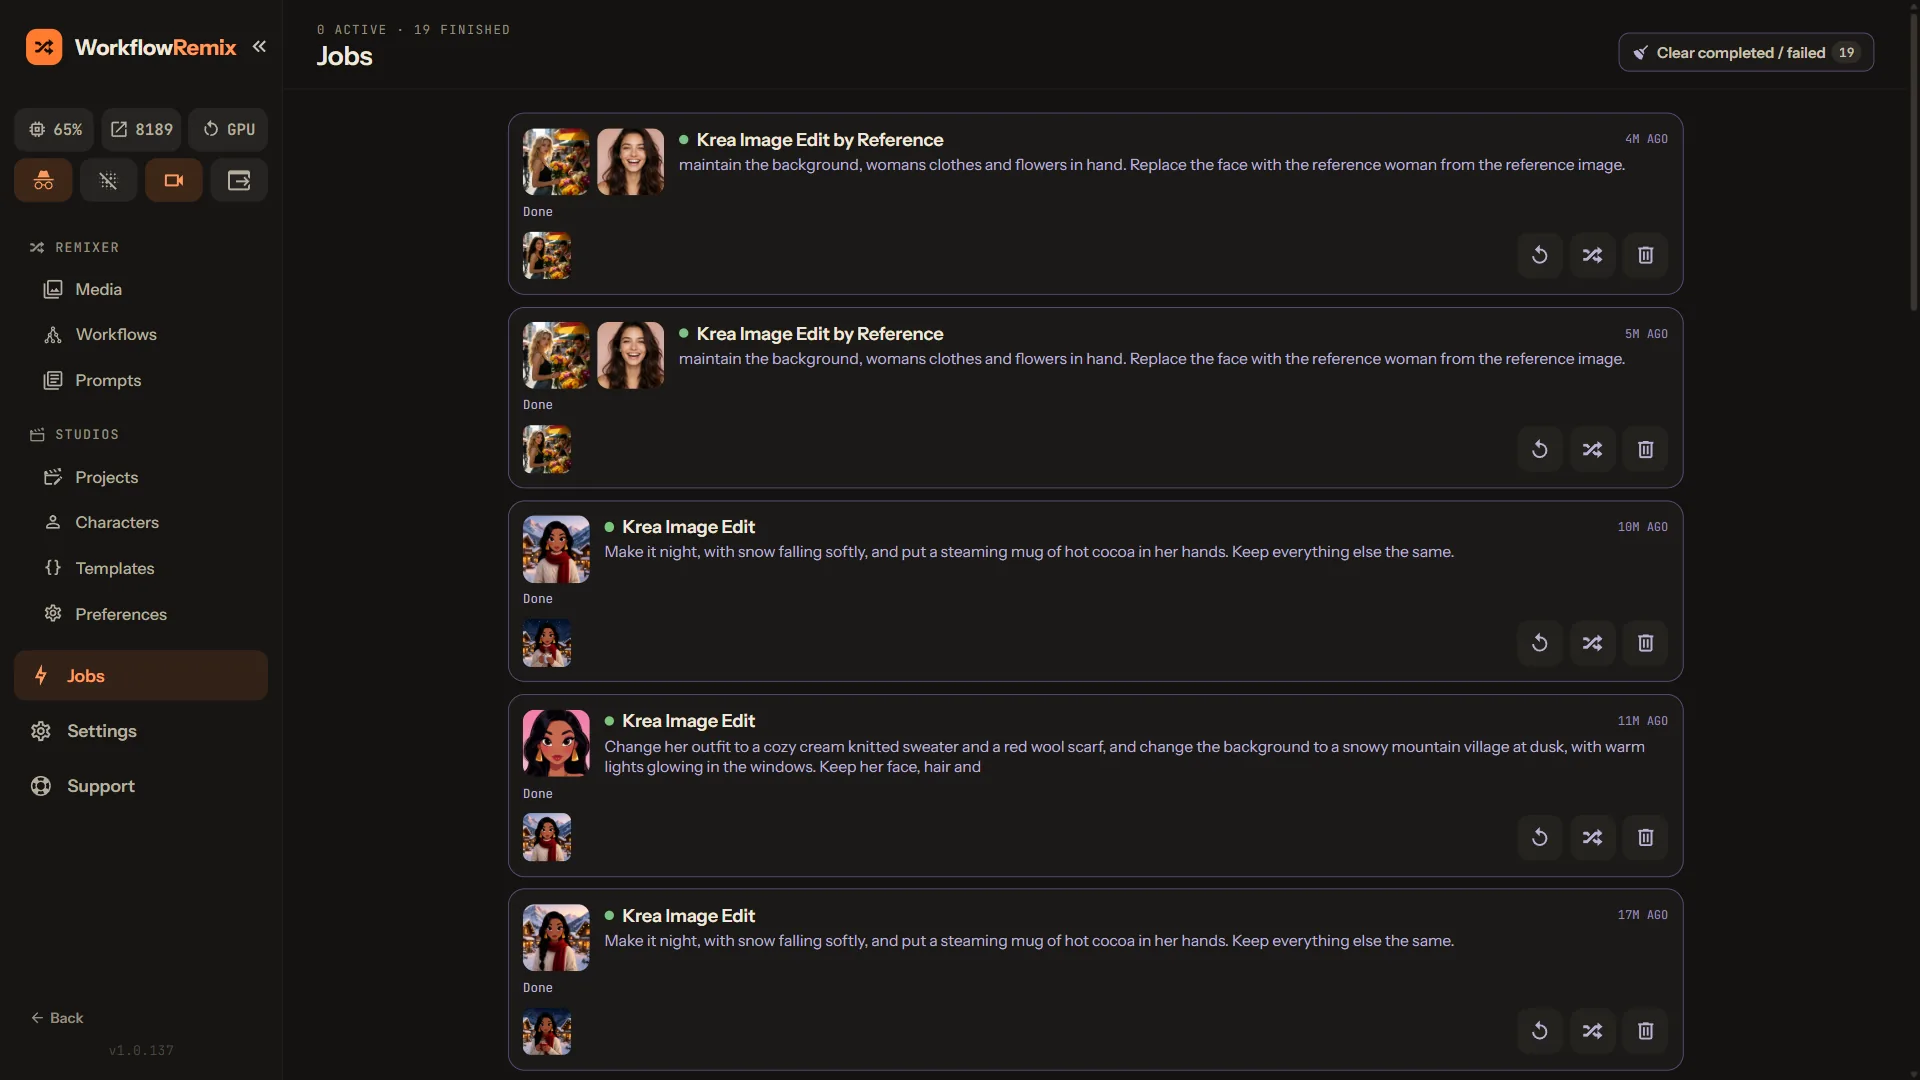 WorkflowRemix
65%
8189
GPU
REMIXER
Media
Workflows
Prompts
STUDIOS
Projects
Characters
Templates
Preferences
Jobs
Settings
Support
Back
v1.0.137
0 ACTIVE · 19 FINISHED
Jobs
Clear completed / failed 19
Krea Image Edit by Reference
4M AGO
maintain the background, womans clothes and flowers in hand. Replace the face with the reference woman from the reference image.
Done
Krea Image Edit by Reference
5M AGO
maintain the background, womans clothes and flowers in hand. Replace the face with the reference woman from the reference image.
Done
Krea Image Edit
10M AGO
Make it night, with snow falling softly, and put a steaming mug of hot cocoa in her hands. Keep everything else the same.
Done
Krea Image Edit
11M AGO
Change her outfit to a cozy cream knitted sweater and a red wool scarf, and change the background to a snowy mountain village at dusk, with warm
lights glowing in the windows. Keep her face, hair and
Done
Krea Image Edit
17M AGO
Make it night, with snow falling softly, and put a steaming mug of hot cocoa in her hands. Keep everything else the same.
Done